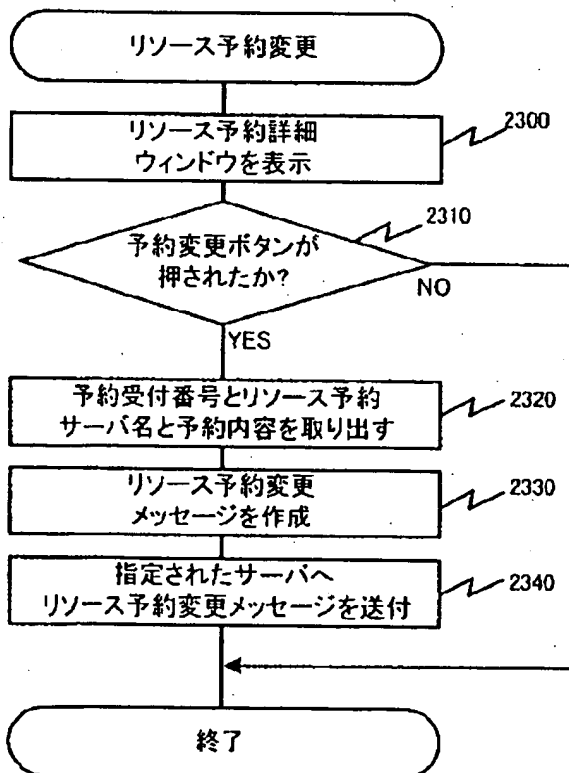 リソース予約変更
リソース予約詳細
ウィンドウを表示
2300
予約変更ボタンが
押されたか?
2310
NO
YES
予約受付番号とリソース予約
サーバ名と予約内容を取り出す
2320
リソース予約変更
メッセージを作成
2330
指定されたサーバへ
リソース予約変更メッセージを送付
2340
終了